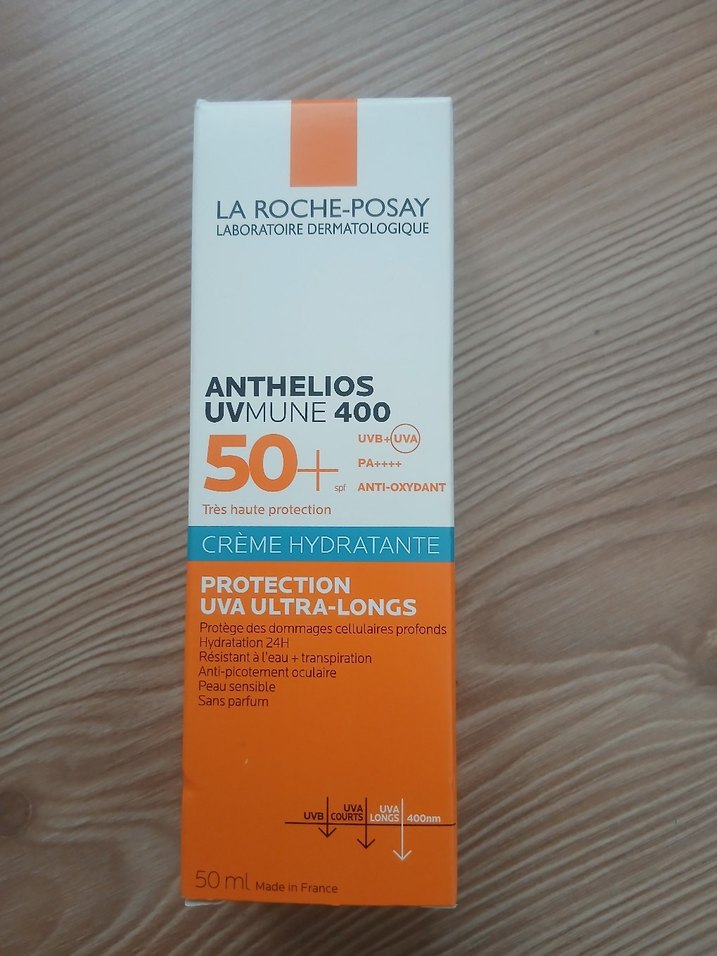 LA ROCHE-POSAY
LABORATOIRE DERMATOLOGIQUE
ANTHELIOS
UVMUNE 400
50+
spf
UVB+UVA
PA++++
ANTI-OXYDANT
Très haute protection
CRÈME HYDRATANTE
PROTECTION
UVA ULTRA-LONGS
Protège des dommages cellulaires profonds
Hydratation 24H
Résistant à l'eau + transpiration
Anti-picotement oculaire
Peau sensible
Sans parfum
UVB
UVA
COURTS
UVA
LONGS
400nm
50 ml Made in France